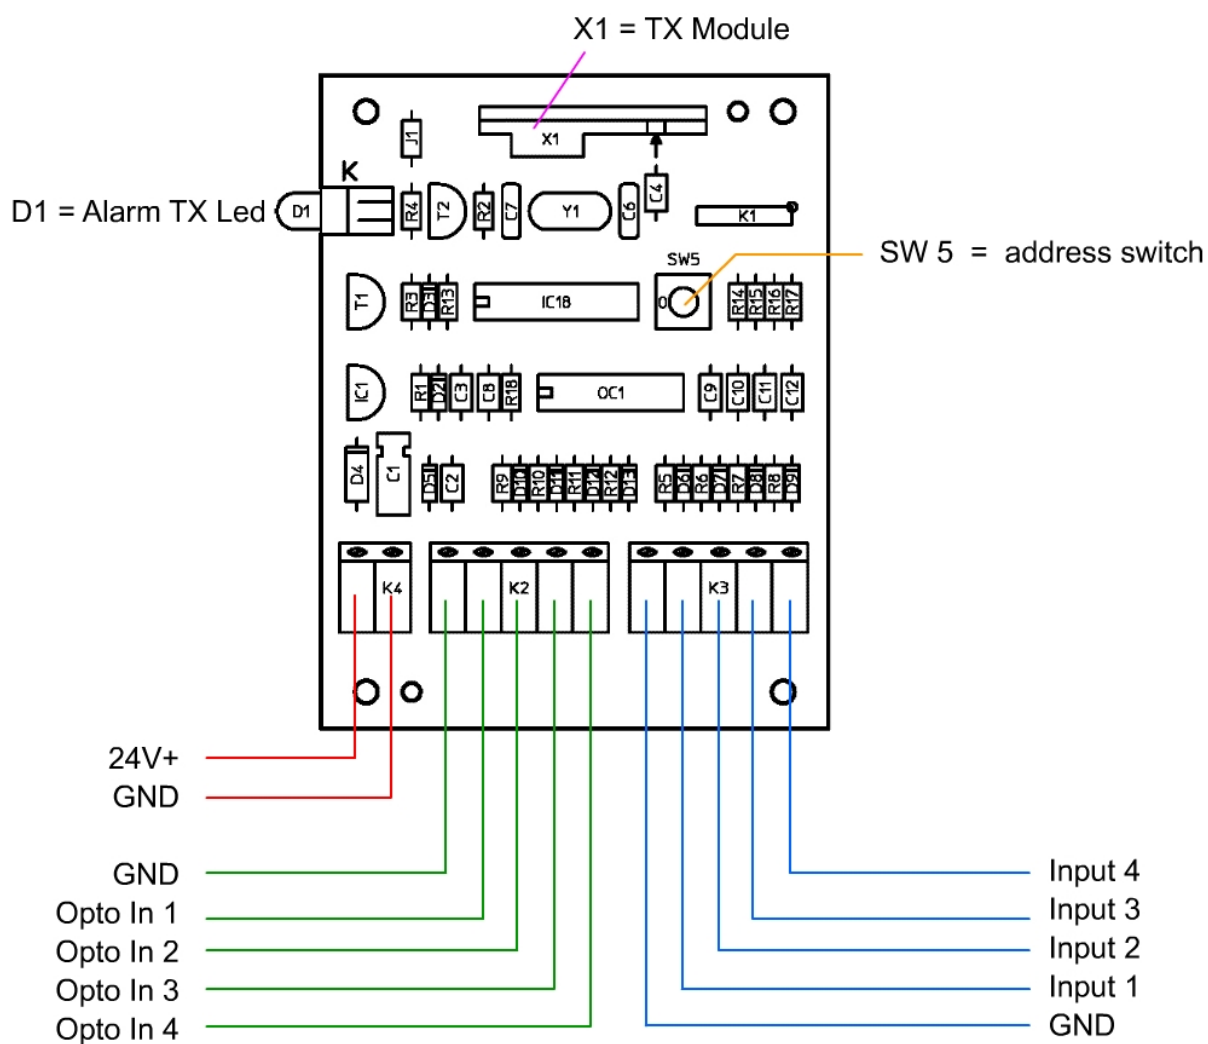 X1 = TX Module
J1
X1
K
D1 = Alarm TX Led
D1
R4
T2
R2
C7
Y1
C6
C4
K1
SW 5 = address switch
SW5
T1
R3
D3
R13
IC18
O
R14
R15
R16
R17
IC1
R1
D2
C3
C8
R18
OC1
C9
C10
C11
C12
D4
C1
D5
C2
R9
D10
R10
D11
R11
D12
R12
D13
R5
D6
R6
D7
R7
D8
R8
D9
K4
K2
K3
24V+
GND
GND
Opto In 1
Opto In 2
Opto In 3
Opto In 4
Input 4
Input 3
Input 2
Input 1
GND